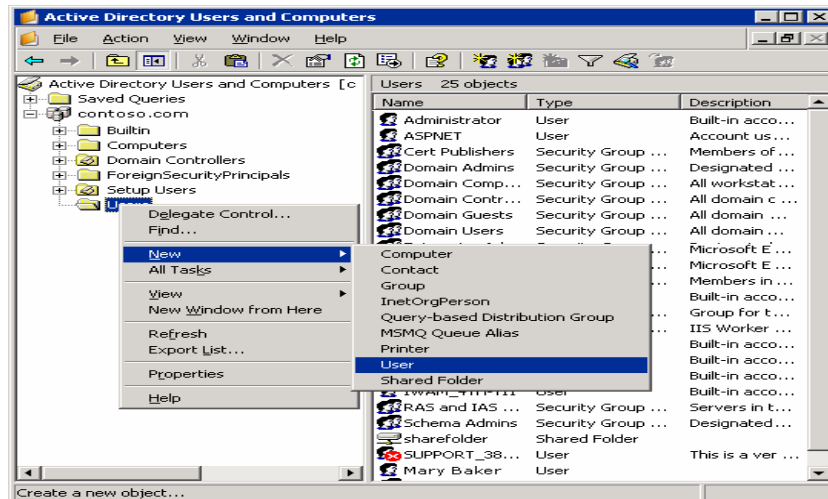 Active Directory Users and Computers
File Action View Window Help
Active Directory Users and Computers [c
Saved Queries
contoso.com
Builtin
Computers
Domain Controllers
ForeignSecurityPrincipals
Setup Users
Delegate Control...
Find...
New
All Tasks
View
New Window from Here
Refresh
Export List...
Properties
Help
Computer
Contact
Group
InetOrgPerson
Query-based Distribution Group
MSMQ Queue Alias
Printer
User
Shared Folder
Users 25 objects
Name Type Description
Administrator User Built-in acco...
ASPNET User Account us...
Cert Publishers Security Group ... Members of...
Domain Admins Security Group ... Designated...
Domain Comp... Security Group ... All workstat...
Domain Contr... Security Group ... All domain c ...
Domain Guests Security Group ... All domain ...
Domain Users Security Group ... All domain...
Microsoft E ...
Microsoft E ...
Members in ...
Built-in acco...
Group for t...
IIS Worker ...
Built-in acco...
Built-in acco...
Built-in acco...
User Built-in acco...
RAS and IAS ... Security Group ... Servers in t...
Schema Admins Security Group ... Designated...
sharefolder Shared Folder
SUPPORT_38... User This is a ver ...
Mary Baker User
Create a new object...